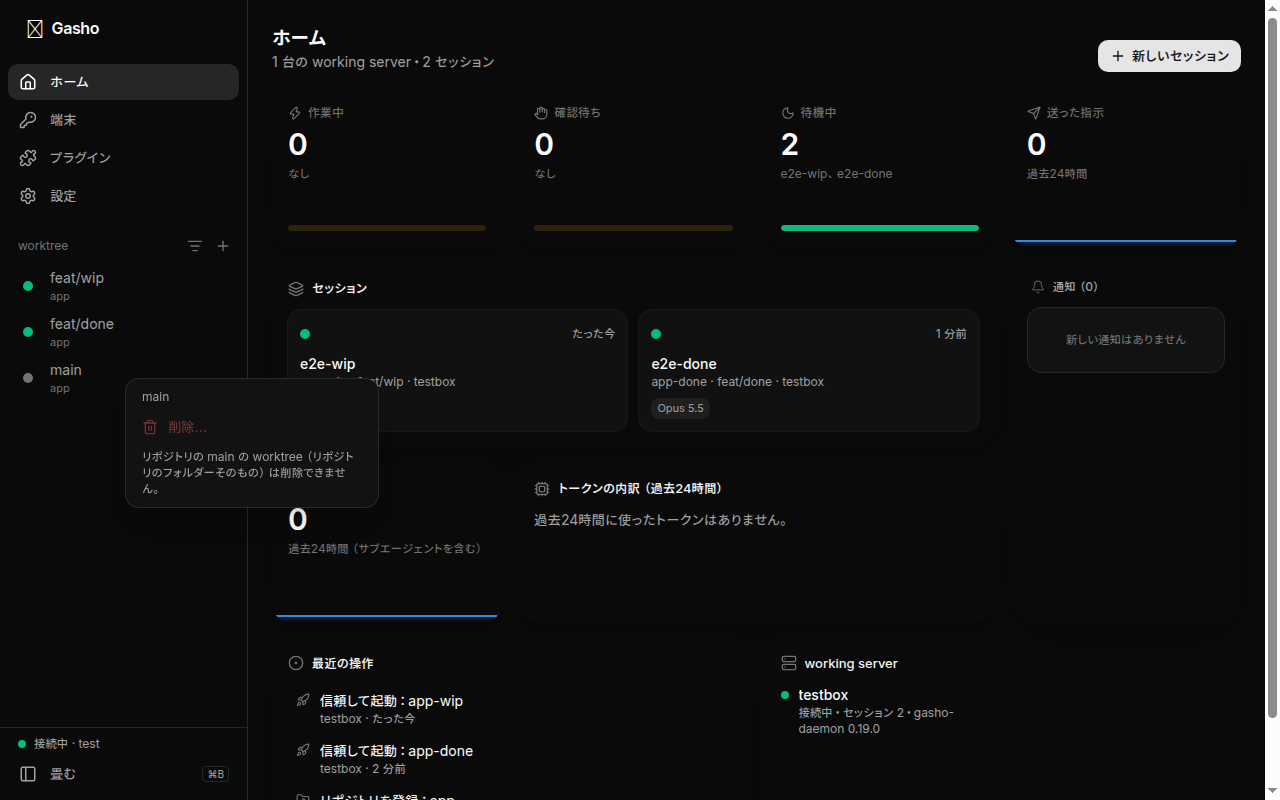 Gasho
ホーム
端末
プラグイン
設定
worktree
feat/wip
app
feat/done
app
main
app
接続中 · test
畳む
⌘B
ホーム
1 台の working server • 2 セッション
新しいセッション
作業中
0
なし
確認待ち
0
なし
待機中
2
e2e-wip、e2e-done
送った指示
0
過去24時間
セッション
たった今
e2e-wip
/wip · testbox
1 分前
e2e-done
app-done · feat/done · testbox
Opus 5.5
通知（0）
新しい通知はありません
main
削除...
リポジトリの main の worktree（リポジト
リのフォルダーそのもの）は削除できませ
ん。
0
過去24時間（サブエージェントを含む）
トークンの内訳（過去24時間）
過去24時間に使ったトークンはありません。
最近の操作
信頼して起動：app-wip
testbox · たった今
信頼して起動：app-done
testbox · 2 分前
リポジトリを登録：app
working server
testbox
接続中 • セッション 2 • gasho-
daemon 0.19.0